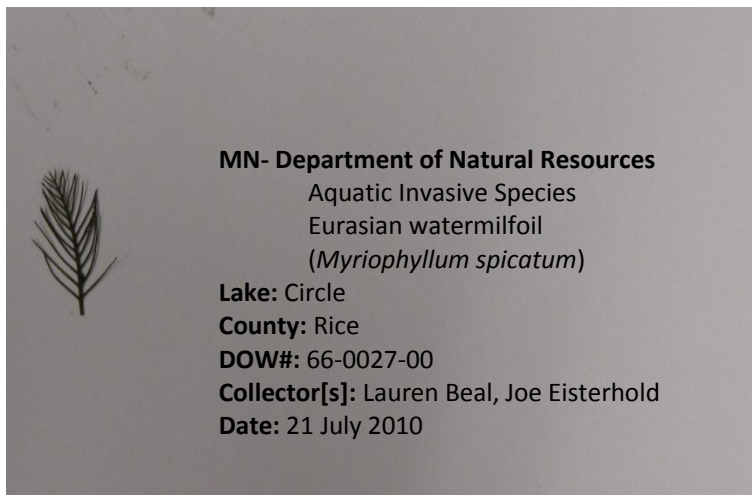 MN- Department of Natural Resources
Aquatic Invasive Species
Eurasian watermilfoil
(Myriophyllum spicatum)
Lake: Circle
County: Rice
DOW#: 66-0027-00
Collector[s]: Lauren Beal, Joe Eisterhold
Date: 21 July 2010